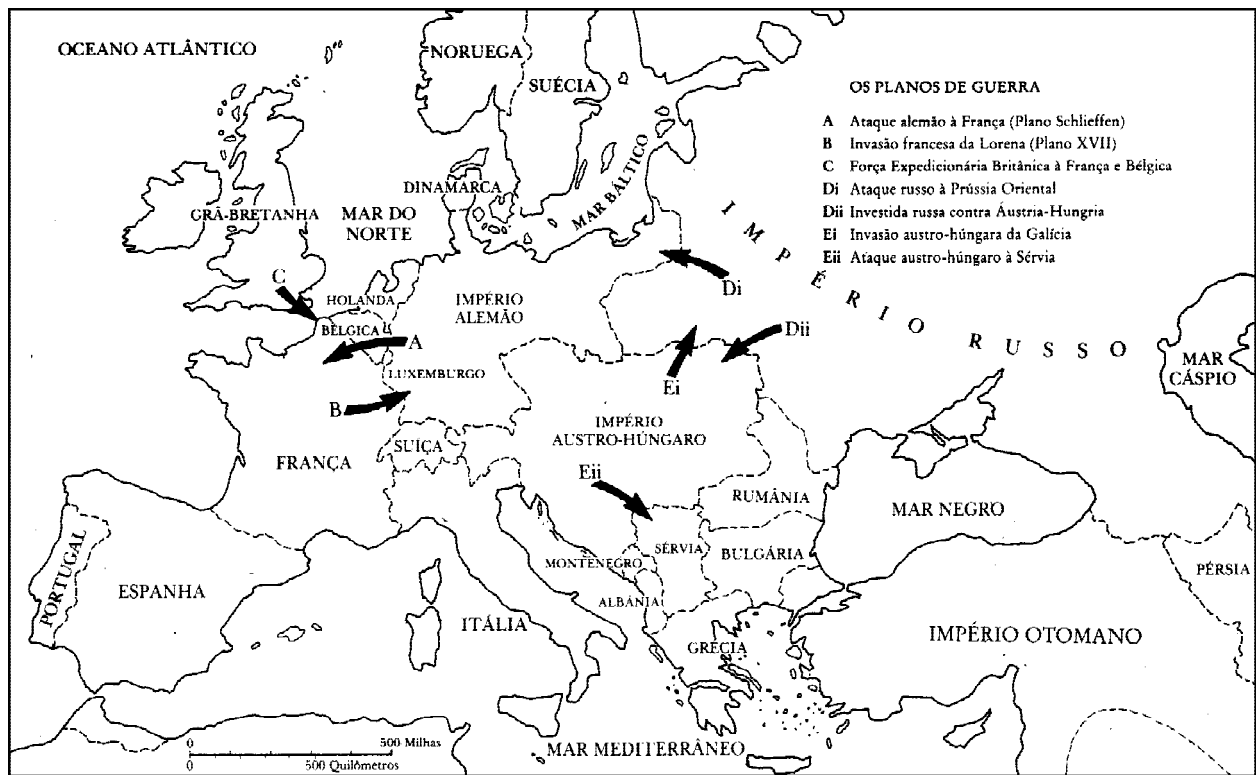 OCEANO ATLÂNTICO
NORUEGA
SUÉCIA
OS PLANOS DE GUERRA
A Ataque alemão à França (Plano Schlieffen)
B Invasão francesa da Lorena (Plano XVII)
C Força Expedicionária Britânica à França e Bélgica
Di Ataque russo à Prússia Oriental
Dii Investida russa contra Áustria-Hungria
Ei Invasão austro-húngara da Galícia
Eii Ataque austro-húngaro à Sérvia
DINAMARCA
MAR BÁLTICO
GRÃ-BRETANHA
MAR DO
NORTE
IMPÉRIO RUSSO
C
HOLANDA
IMPÉRIO
ALEMÃO
Di
BÉLGICA
A
Dii
LUXEMBURGO
MAR
CÁSPIO
Ei
B
IMPÉRIO
AUSTRO-HÚNGARO
SUIÇA
FRANÇA
Eii
RUMÂNIA
MAR NEGRO
SÉRVIA
BULGÁRIA
MONTENEGRO
PÉRSIA
PORTUGAL
ESPANHA
ALBÂNIA
ITÁLIA
IMPÉRIO OTOMANO
GRÉCIA
0 500 Milhas
0 500 Quilômetros
MAR MEDITERRÂNEO